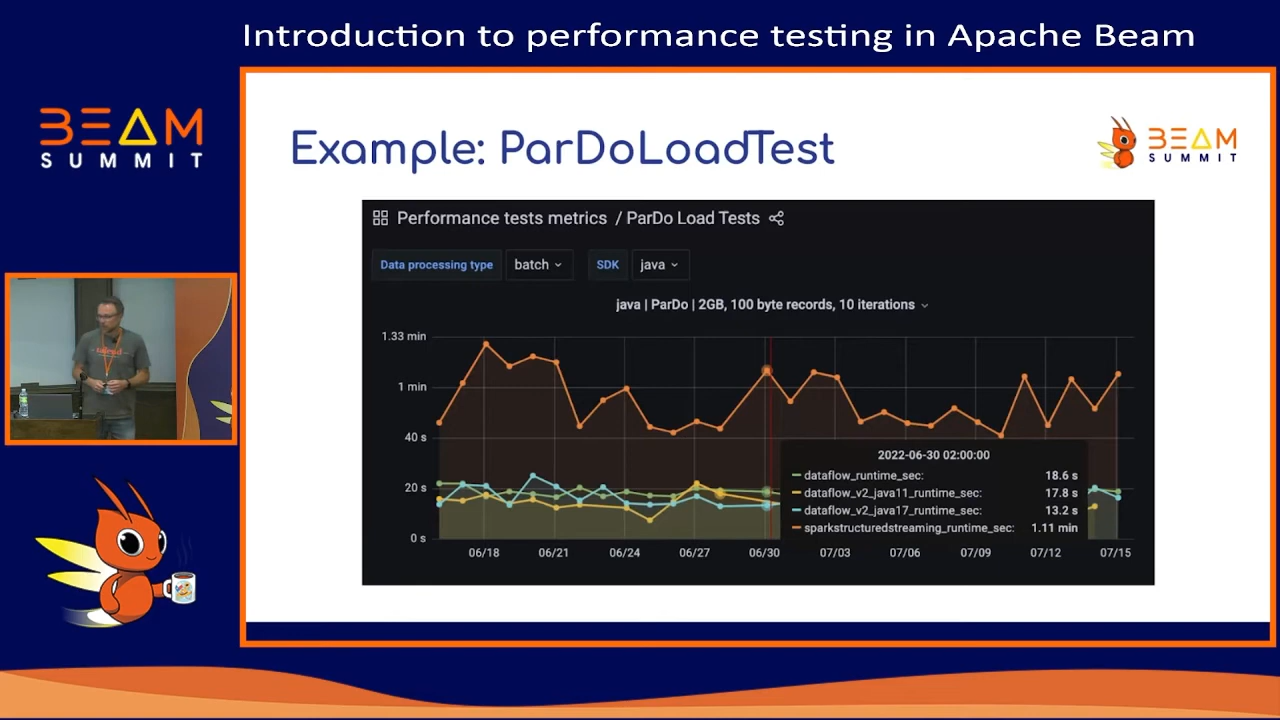 Introduction to performance testing in Apache Beam
BEAM
SUMMIT
Example: ParDoLoadTest
BEAM
SUMMIT
Performance tests metrics / ParDo Load Tests
Data processing type batch SDK java
java | ParDo | 2GB, 100 byte records, 10 iterations
1.33 min
1 min
40 s
20 s
0 s
2022-06-30 02:00:00
dataflow_runtime_sec: 18.6 s
dataflow_v2_java11_runtime_sec: 17.8 s
dataflow_v2_java17_runtime_sec: 13.2 s
sparkstructuredstreaming_runtime_sec: 1.11 min
06/18 06/21 06/24 06/27 06/30 07/03 07/06 07/09 07/12 07/15